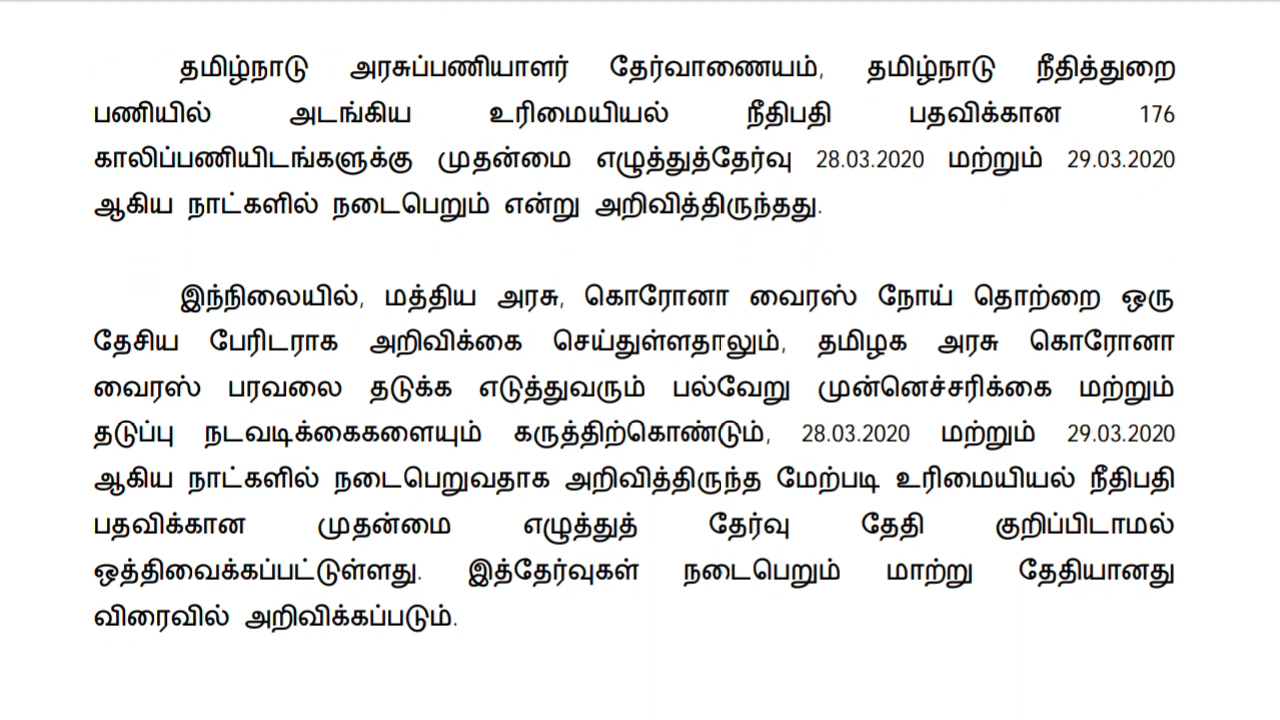 தமிழ்நாடு அரசுப்பணியாளர் தேர்வாணையம், தமிழ்நாடு நீதித்துறை
பணியில் அடங்கிய உரிமையியல் நீதிபதி பதவிக்கான 176
காலிப்பணியிடங்களுக்கு முதன்மை எழுத்துத்தேர்வு 28.03.2020 மற்றும் 29.03.2020
ஆகிய நாட்களில் நடைபெறும் என்று அறிவித்திருந்தது.
இந்நிலையில், மத்திய அரசு, கொரோனா வைரஸ் நோய் தொற்றை ஒரு
தேசிய பேரிடராக அறிவிக்கை செய்துள்ளதாலும், தமிழக அரசு கொரோனா
வைரஸ் பரவலை தடுக்க எடுத்துவரும் பல்வேறு முன்னெச்சரிக்கை மற்றும்
தடுப்பு நடவடிக்கைகளையும் கருத்திற்கொண்டும், 28.03.2020 மற்றும் 29.03.2020
ஆகிய நாட்களில் நடைபெறுவதாக அறிவித்திருந்த மேற்படி உரிமையியல் நீதிபதி
பதவிக்கான முதன்மை எழுத்துத் தேர்வு தேதி குறிப்பிடாமல்
ஒத்திவைக்கப்பட்டுள்ளது. இத்தேர்வுகள் நடைபெறும் மாற்று தேதியானது
விரைவில் அறிவிக்கப்படும்.